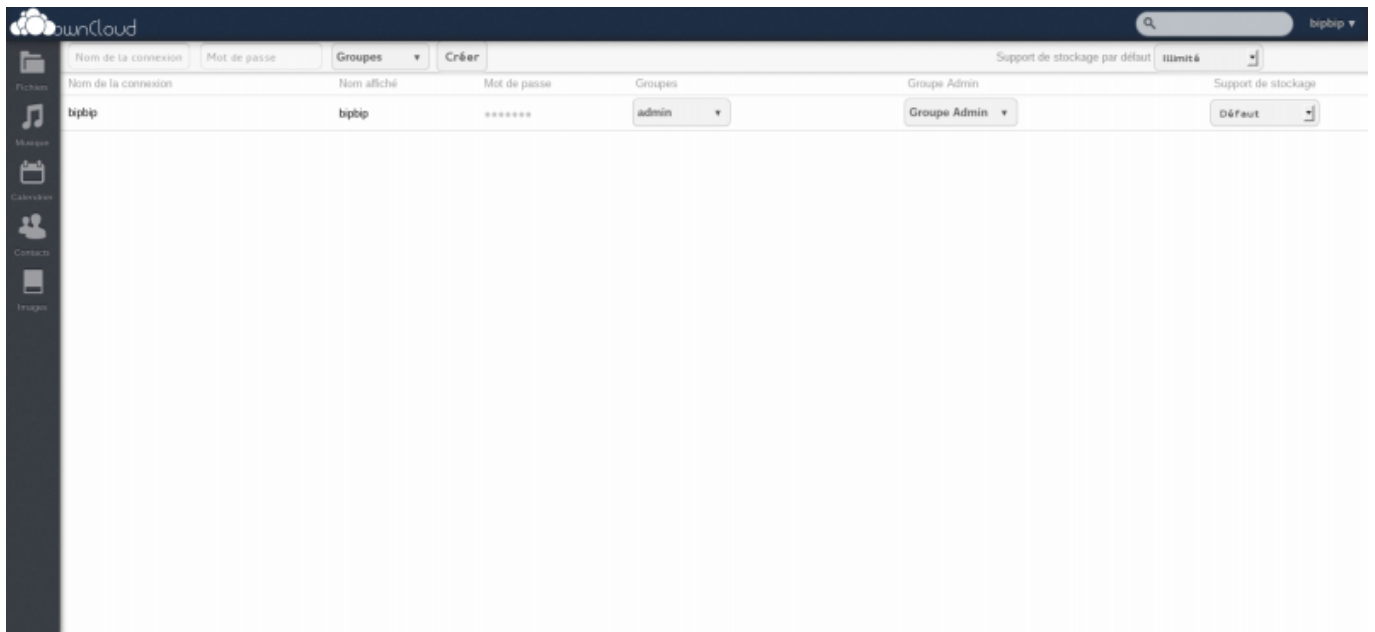 ownCloud
bipbip ▼
Nom de la connexion Mot de passe Groupes ▼ Créer Support de stockage par défaut Illimité
Nom de la connexion Nom affiché Mot de passe Groupes Groupe Admin Support de stockage
bipbip bipbip ●●●●●●● admin ▼ Groupe Admin ▼ Défaut
Fichiers
Musique
Calendrier
Contacts
Images